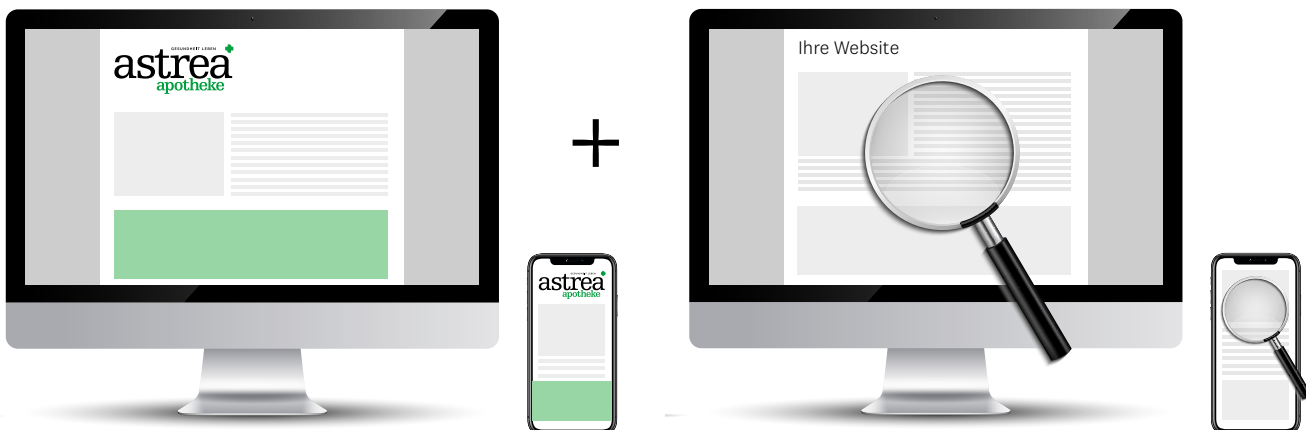 GESUNDHEIT LEBEN
astrea
apotheke
+
Ihre Website
astrea
apotheke